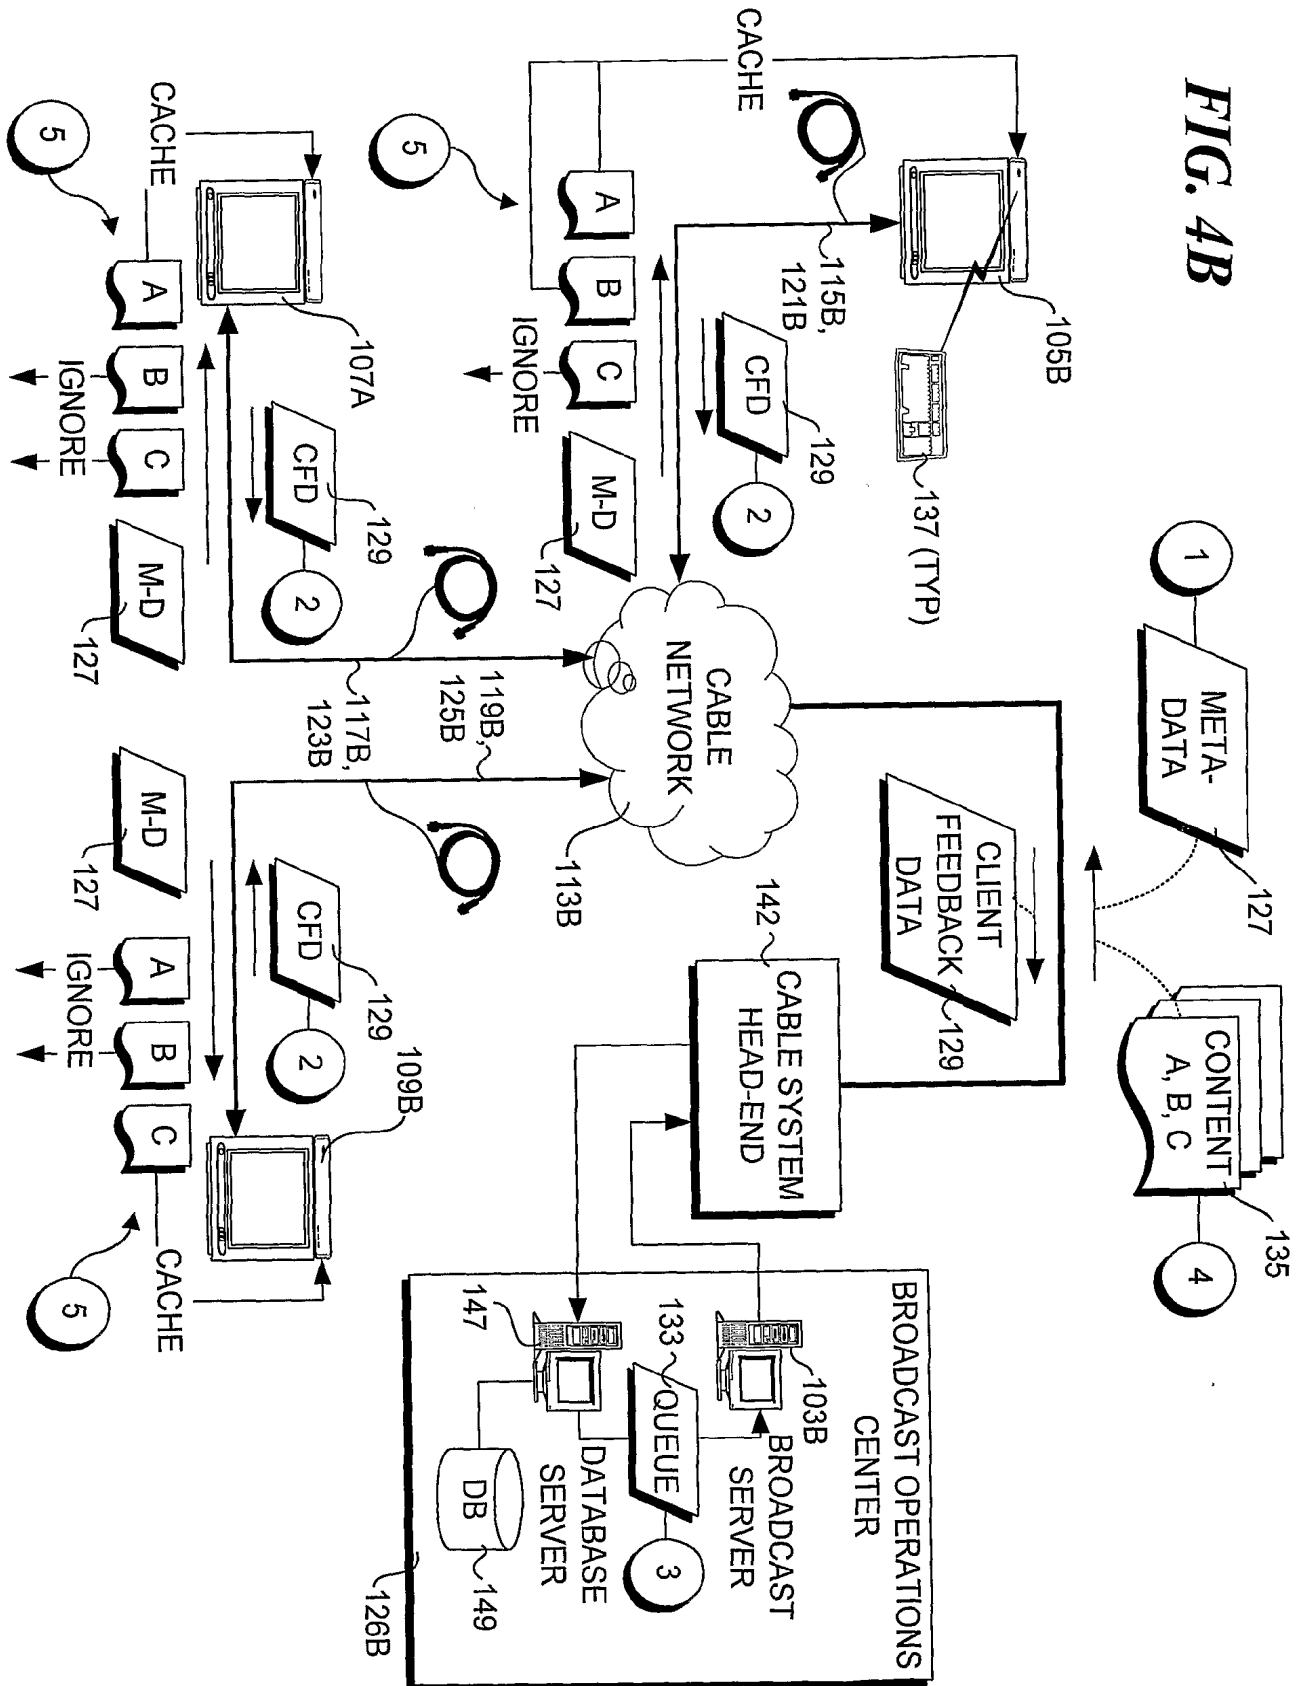 FIG. 4B
1
META-
DATA
127
CONTENT
A, B, C
135
4
CLIENT
FEEDBACK
DATA
129
105B
137 (TYP)
CACHE
115B,
121B
CFD
129
2
A
B
C
IGNORE
M-D
127
5
CABLE
NETWORK
113B
142
CABLE SYSTEM
HEAD-END
BROADCAST OPERATIONS
CENTER
103B
BROADCAST
SERVER
133
QUEUE
3
147
DATABASE
SERVER
DB
149
126B
119B,
125B
117B,
123B
107A
CFD
129
2
CACHE
5
A
B
C
IGNORE
M-D
127
M-D
127
CFD
129
2
109B
A
B
C
IGNORE
CACHE
5